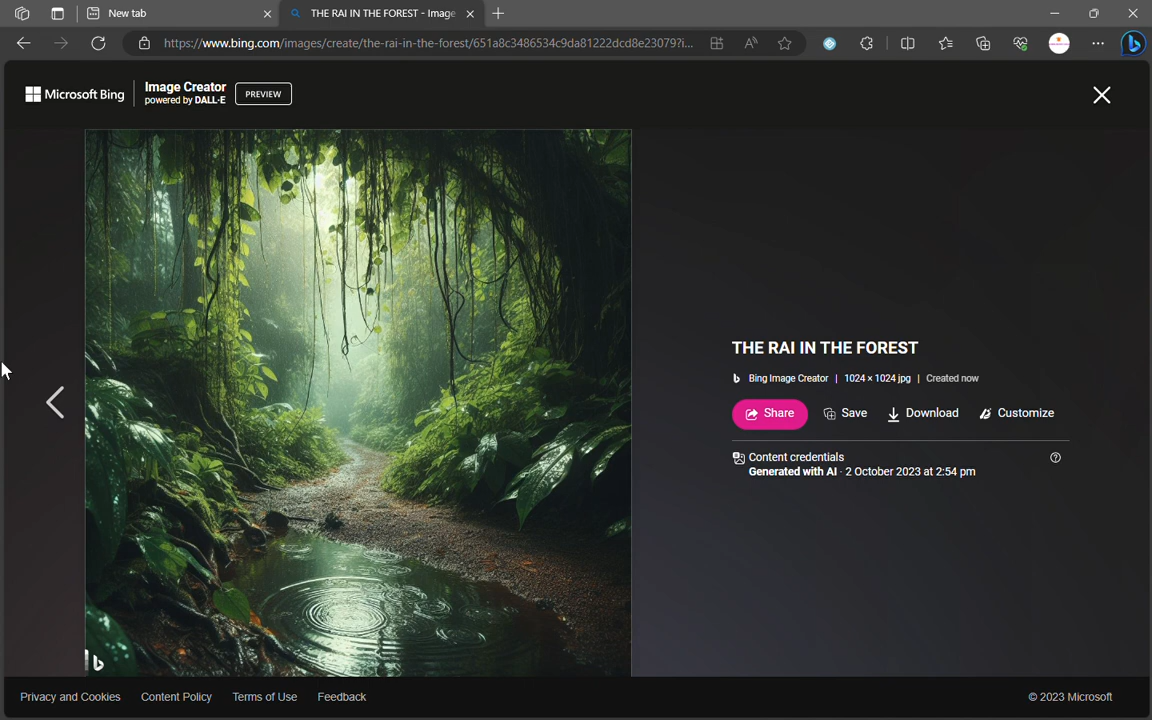 New tab
THE RAI IN THE FOREST - Image
https://www.bing.com/images/create/the-rai-in-the-forest/651a8c3486534c9da81222dcd8e23079?i...
Microsoft Bing
Image Creator
powered by DALL·E
PREVIEW
THE RAI IN THE FOREST
Bing Image Creator | 1024 × 1024 jpg | Created now
Share Save Download Customize
Content credentials
Generated with AI · 2 October 2023 at 2:54 pm
Privacy and Cookies Content Policy Terms of Use Feedback © 2023 Microsoft